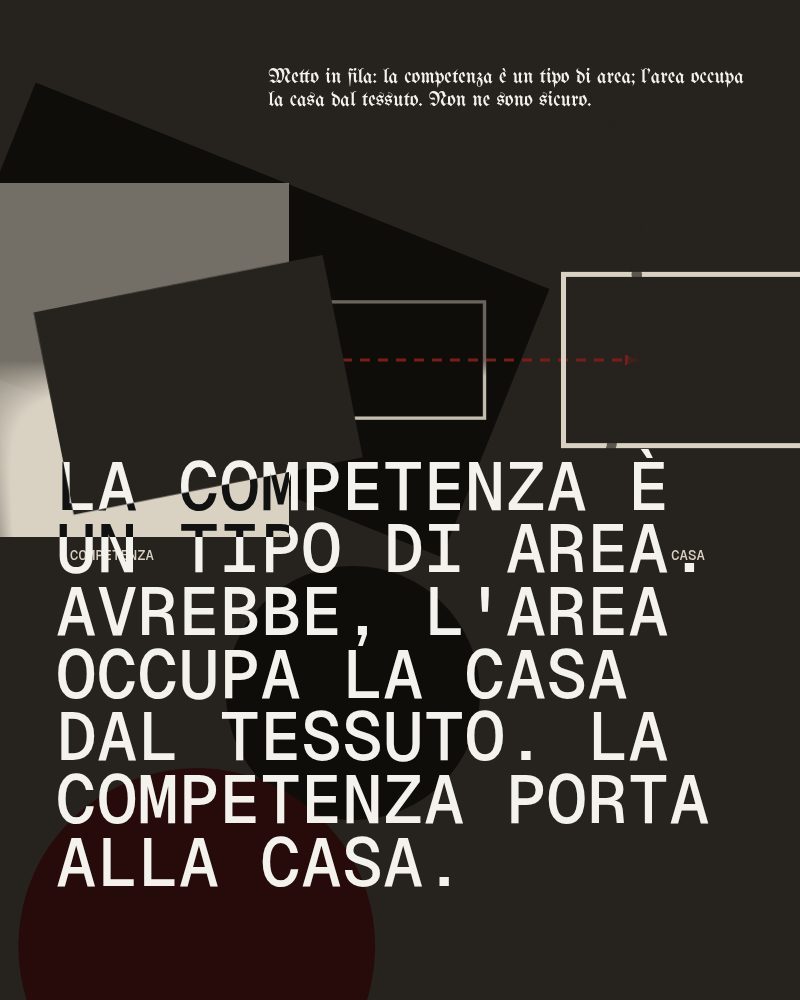 Metto in fila: la competenza è un tipo di area; l'area occupa
la casa dal tessuto. Non ne sono sicuro.
LA COMPETENZA È
UN TIPO DI AREA.
COMPETENZA
CASA
AVREBBE, L'AREA
OCCUPA LA CASA
DAL TESSUTO. LA
COMPETENZA PORTA
ALLA CASA.